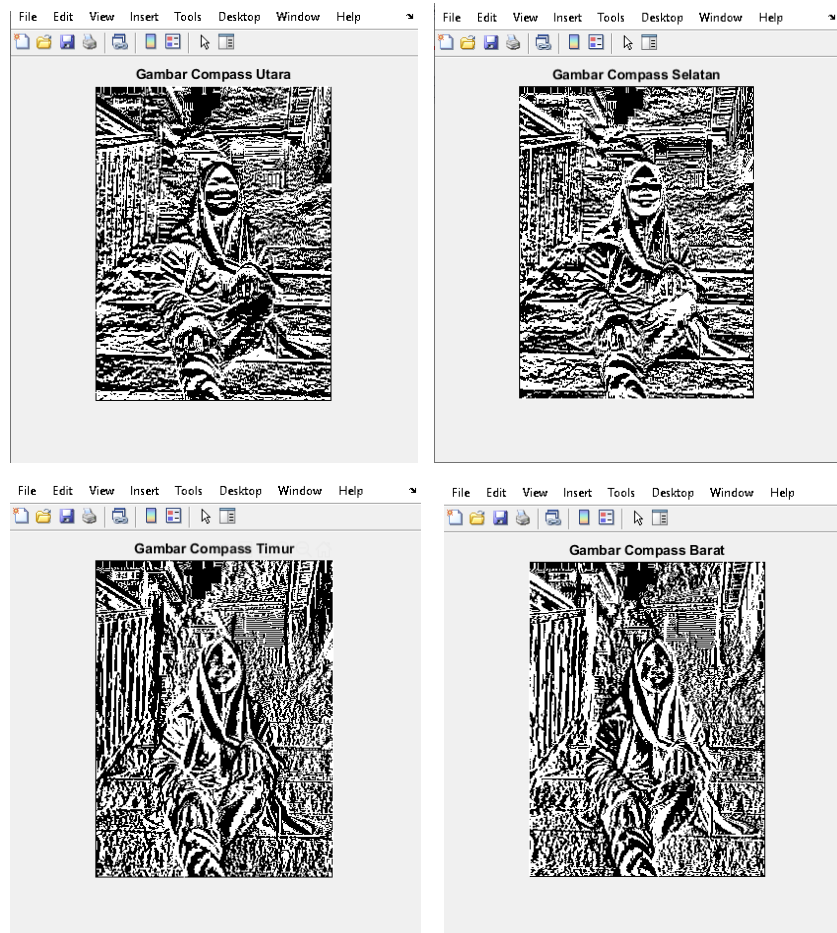 File Edit View Insert Tools Desktop Window Help
Gambar Compass Utara
File Edit View Insert Tools Desktop Window Help
Gambar Compass Selatan
File Edit View Insert Tools Desktop Window Help
Gambar Compass Timur
File Edit View Insert Tools Desktop Window Help
Gambar Compass Barat